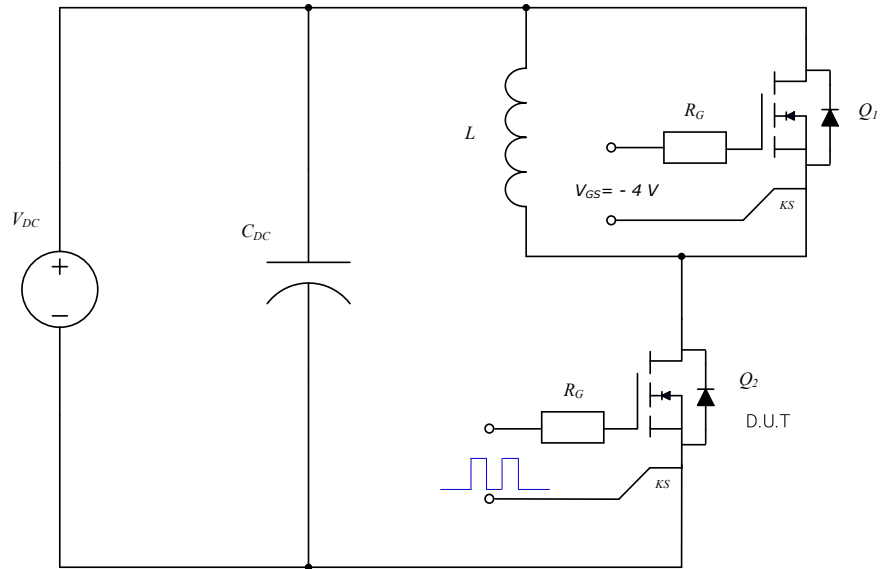 L
R_G
Q_1
V_GS= - 4 V
KS
V_DC
C_DC
R_G
Q_2
D.U.T
KS